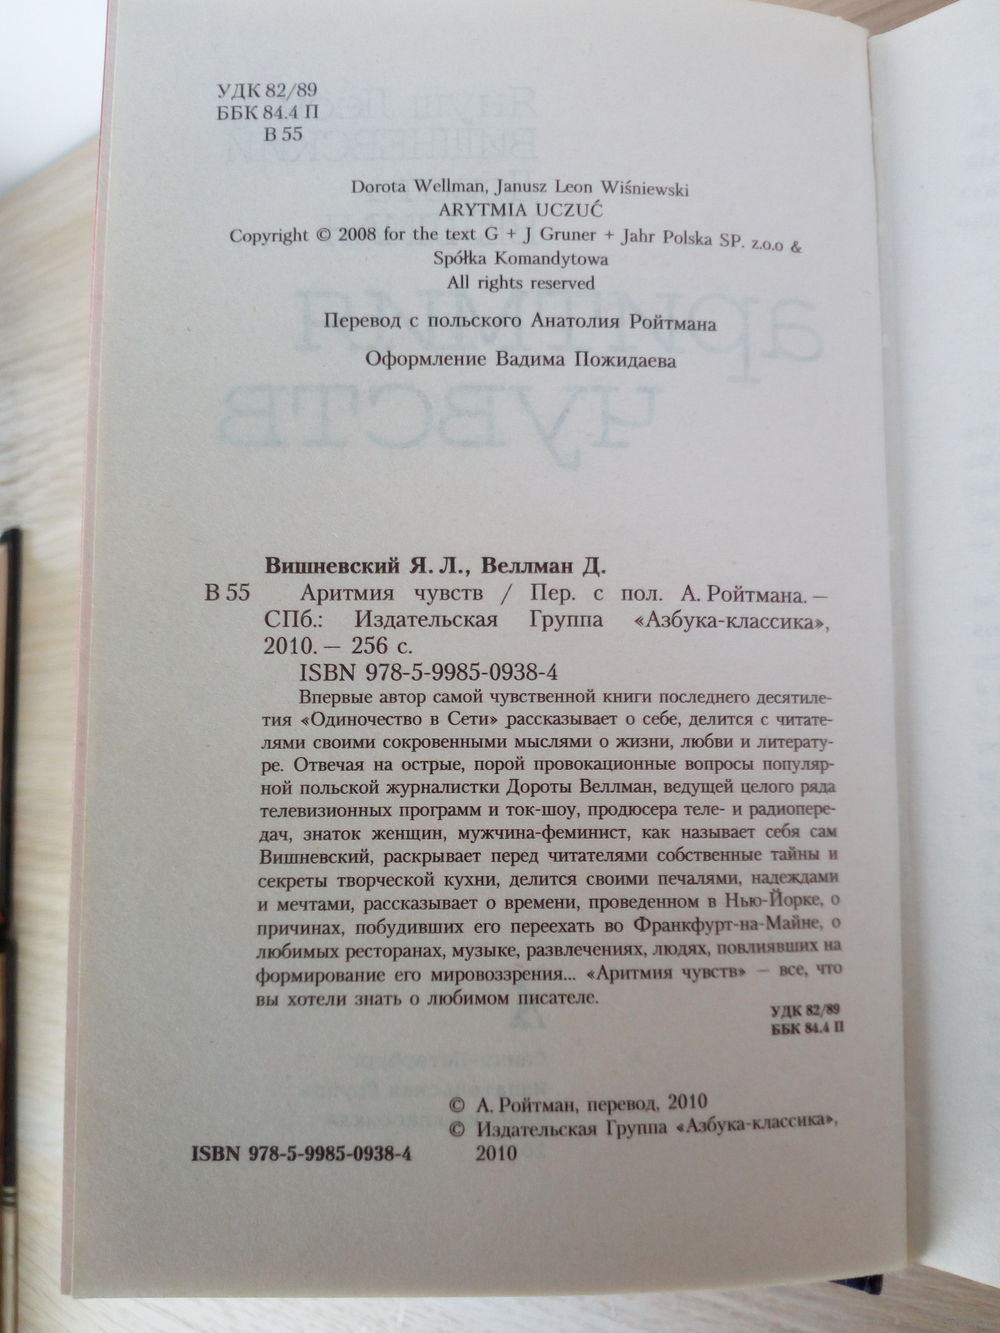 УДК 82/89
ББК 84.4 П
В 55
Dorota Wellman, Janusz Leon Wiśniewski
ARYTMIA UCZUĆ
Copyright © 2008 for the text G + J Gruner + Jahr Polska SP. z.o.o &
Spółka Komandytowa
All rights reserved
Перевод с польского Анатолия Ройтмана
Оформление Вадима Пожидаева
Вишневский Я. Л., Веллман Д.
В 55 Аритмия чувств / Пер. с пол. А. Ройтмана. —
СПб.: Издательская Группа «Азбука-классика»,
2010. — 256 с.
ISBN 978-5-9985-0938-4
Впервые автор самой чувственной книги последнего десятиле-
тия «Одиночество в Сети» рассказывает о себе, делится с читате-
лями своими сокровенными мыслями о жизни, любви и литерату-
ре. Отвечая на острые, порой провокационные вопросы популяр-
ной польской журналистки Дороты Веллман, ведущей целого ряда
телевизионных программ и ток-шоу, продюсера теле- и радиопере-
дач, знаток женщин, мужчина-феминист, как называет себя сам
Вишневский, раскрывает перед читателями собственные тайны и
секреты творческой кухни, делится своими печалями, надеждами
и мечтами, рассказывает о времени, проведенном в Нью-Йорке, о
причинах, побудивших его переехать во Франкфурт-на-Майне, о
любимых ресторанах, музыке, развлечениях, людях, повлиявших на
формирование его мировоззрения... «Аритмия чувств» — все, что
вы хотели знать о любимом писателе.
УДК 82/89
ББК 84.4 П
© А. Ройтман, перевод, 2010
© Издательская Группа «Азбука-классика»,
ISBN 978-5-9985-0938-4 2010